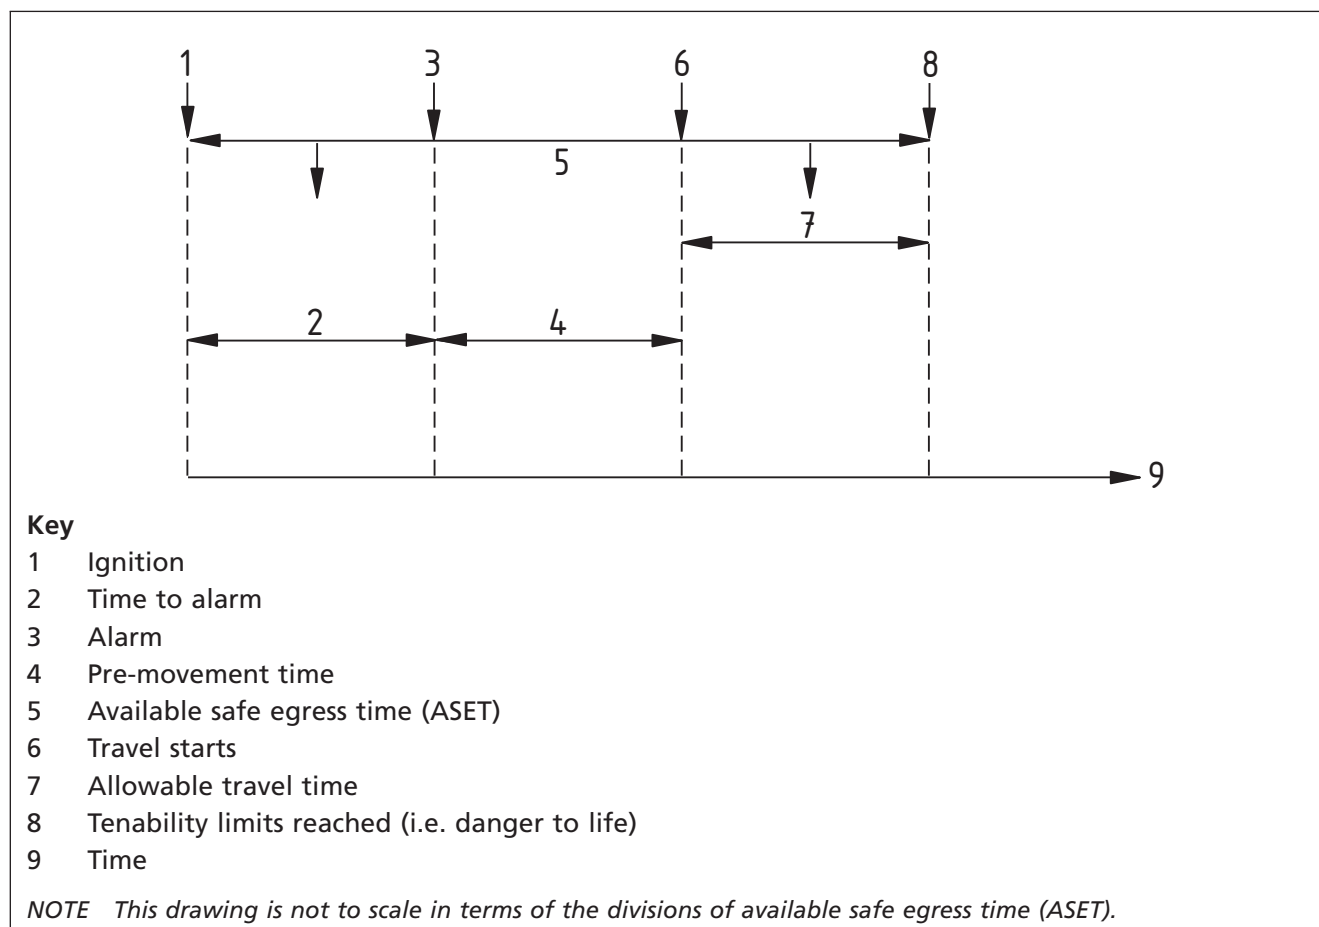 1 3 6 8
5
7
2 4
9
Key
1 Ignition
2 Time to alarm
3 Alarm
4 Pre-movement time
5 Available safe egress time (ASET)
6 Travel starts
7 Allowable travel time
8 Tenability limits reached (i.e. danger to life)
9 Time
NOTE This drawing is not to scale in terms of the divisions of available safe egress time (ASET).